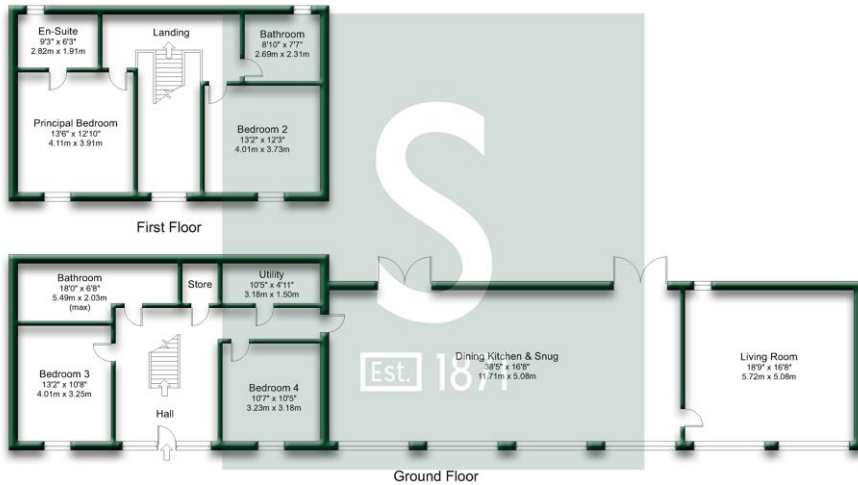 En-Suite
9'3" x 6'3"
2.82m x 1.91m
Landing
Bathroom
8'10" x 7'7"
2.69m x 2.31m
Principal Bedroom
13'6" x 12'10"
4.11m x 3.91m
Bedroom 2
13'2" x 12'3"
4.01m x 3.73m
First Floor
S
Est. 1871
Bathroom
18'0" x 6'8"
5.49m x 2.03m
(max)
Store
Utility
10'5" x 4'11"
3.18m x 1.50m
Bedroom 3
13'2" x 10'8"
4.01m x 3.25m
Hall
Bedroom 4
10'7" x 10'5"
3.23m x 3.18m
Dining Kitchen & Snug
38'5" x 16'8"
11.71m x 5.08m
Living Room
18'9" x 16'8"
5.72m x 5.08m
Ground Floor